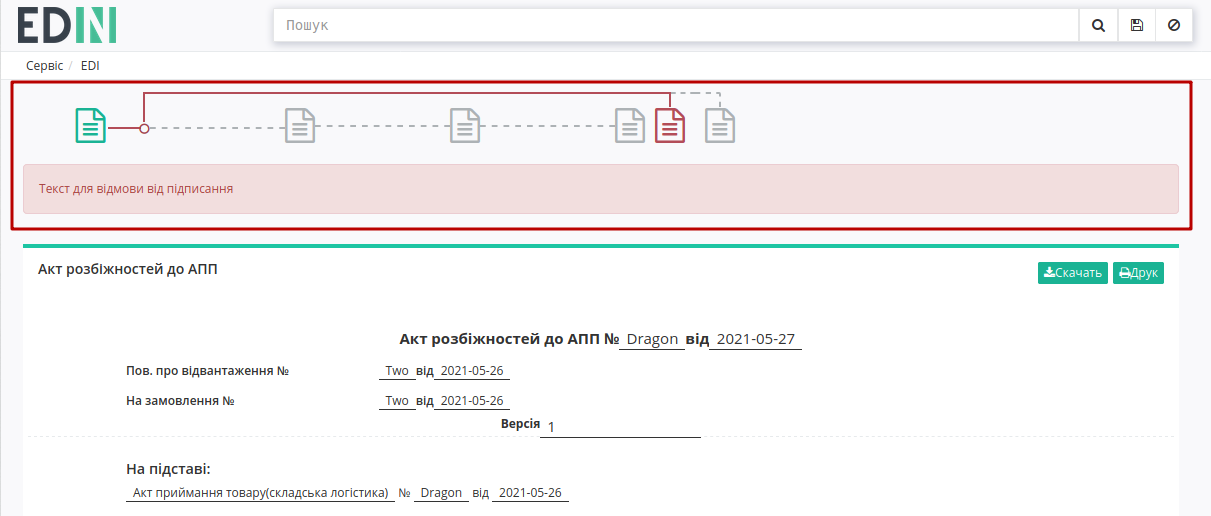 EDIN
Пошук
Сервіс / EDI
Текст для відмови від підписання
Акт розбіжностей до АПП
Скачать Друк
Акт розбіжностей до АПП № Dragon від 2021-05-27
Пов. про відвантаження № Two від 2021-05-26
На замовлення № Two від 2021-05-26
Версія 1
На підставі:
Акт приймання товару(складська логістика) № Dragon від 2021-05-26